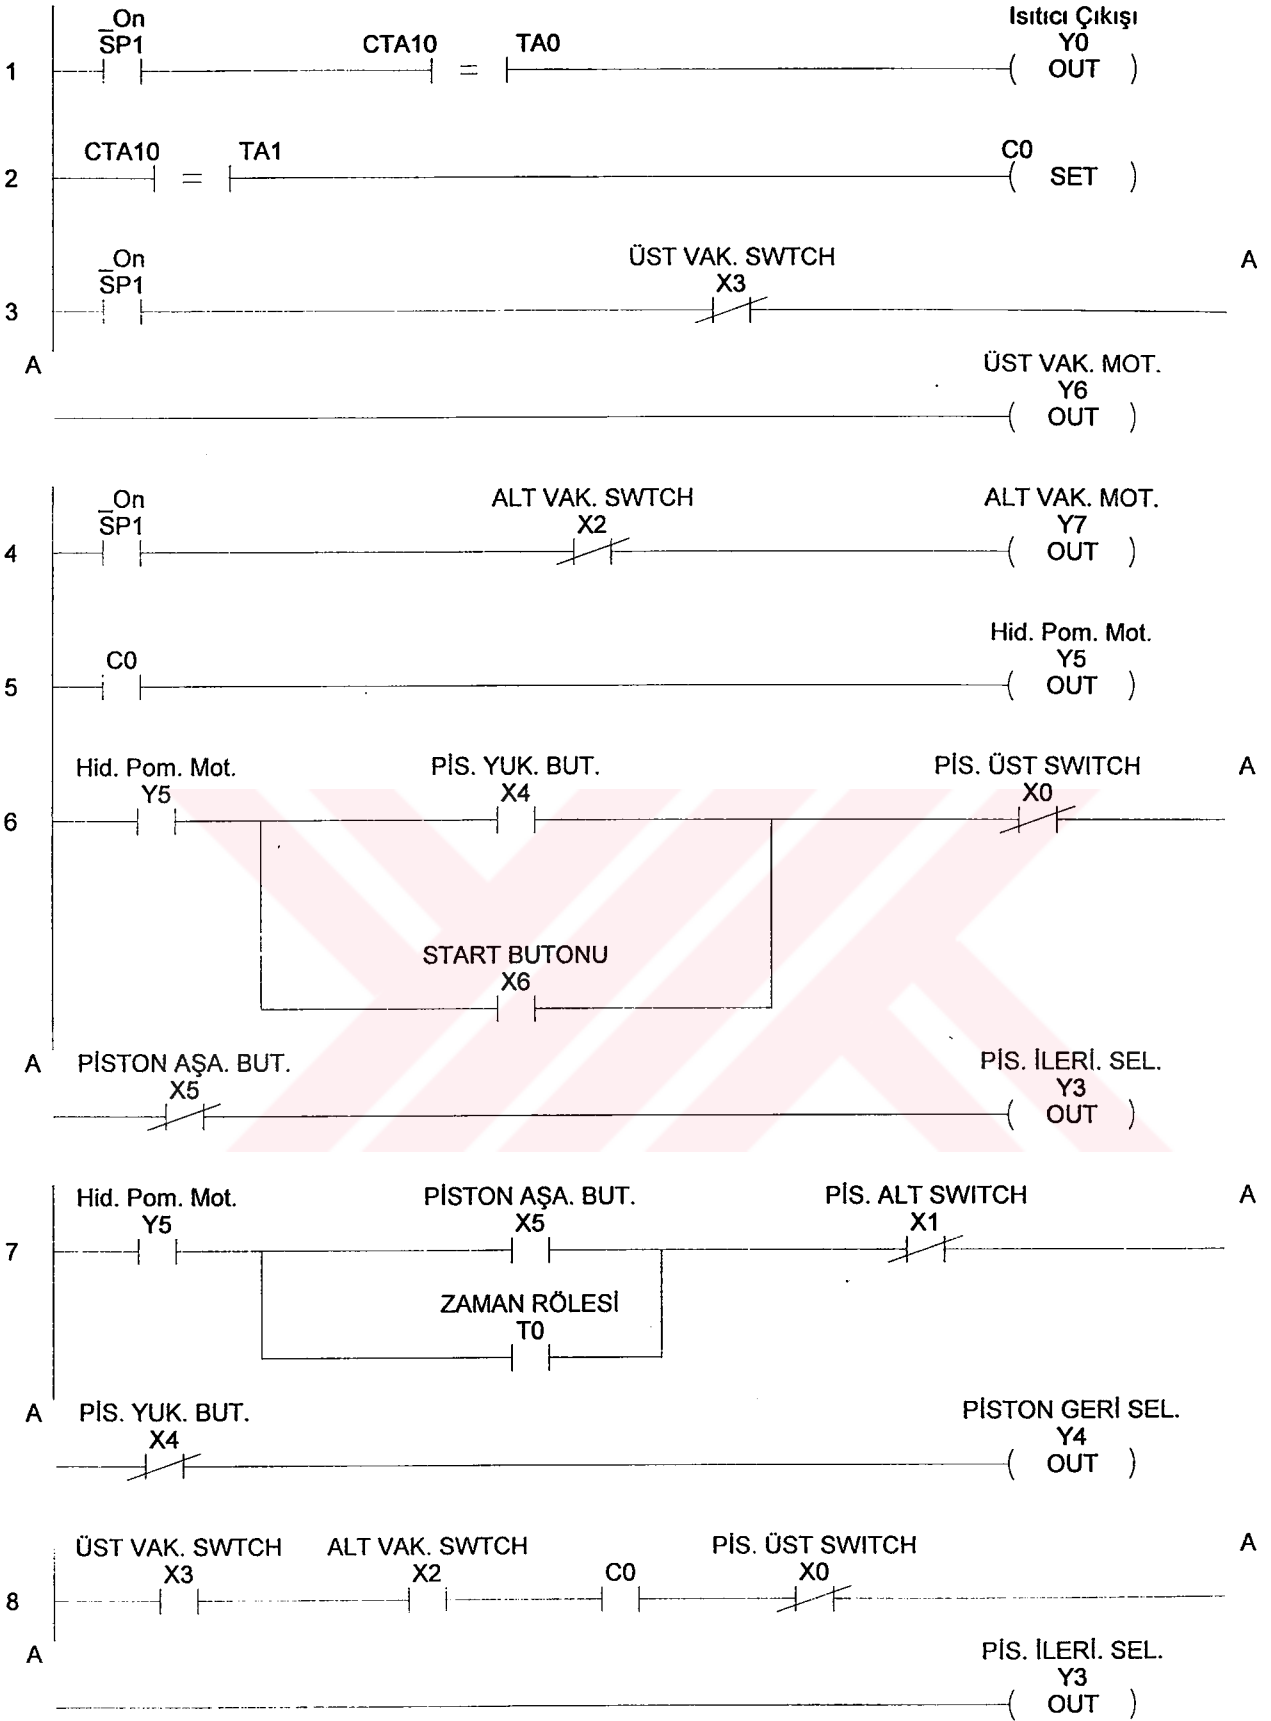 _On
SP1
CTA10 = TA0
Isıtıcı Çıkışı
Y0
1
( OUT )
CTA10 = TA1
C0
2
( SET )
_On
SP1
ÜST VAK. SWTCH
X3
A
3
A
ÜST VAK. MOT.
Y6
( OUT )
_On
SP1
ALT VAK. SWTCH
X2
ALT VAK. MOT.
Y7
4
( OUT )
C0
Hid. Pom. Mot.
Y5
5
( OUT )
Hid. Pom. Mot.
Y5
PİS. YUK. BUT.
X4
PİS. ÜST SWITCH
X0
A
6
START BUTONU
X6
A
PİSTON AŞA. BUT.
X5
PİS. İLERİ. SEL.
Y3
( OUT )
Hid. Pom. Mot.
Y5
PİSTON AŞA. BUT.
X5
PİS. ALT SWITCH
X1
A
7
ZAMAN RÖLESİ
T0
A
PİS. YUK. BUT.
X4
PİSTON GERİ SEL.
Y4
( OUT )
ÜST VAK. SWTCH
X3
ALT VAK. SWTCH
X2
C0
PİS. ÜST SWITCH
X0
A
8
A
PİS. İLERİ. SEL.
Y3
( OUT )